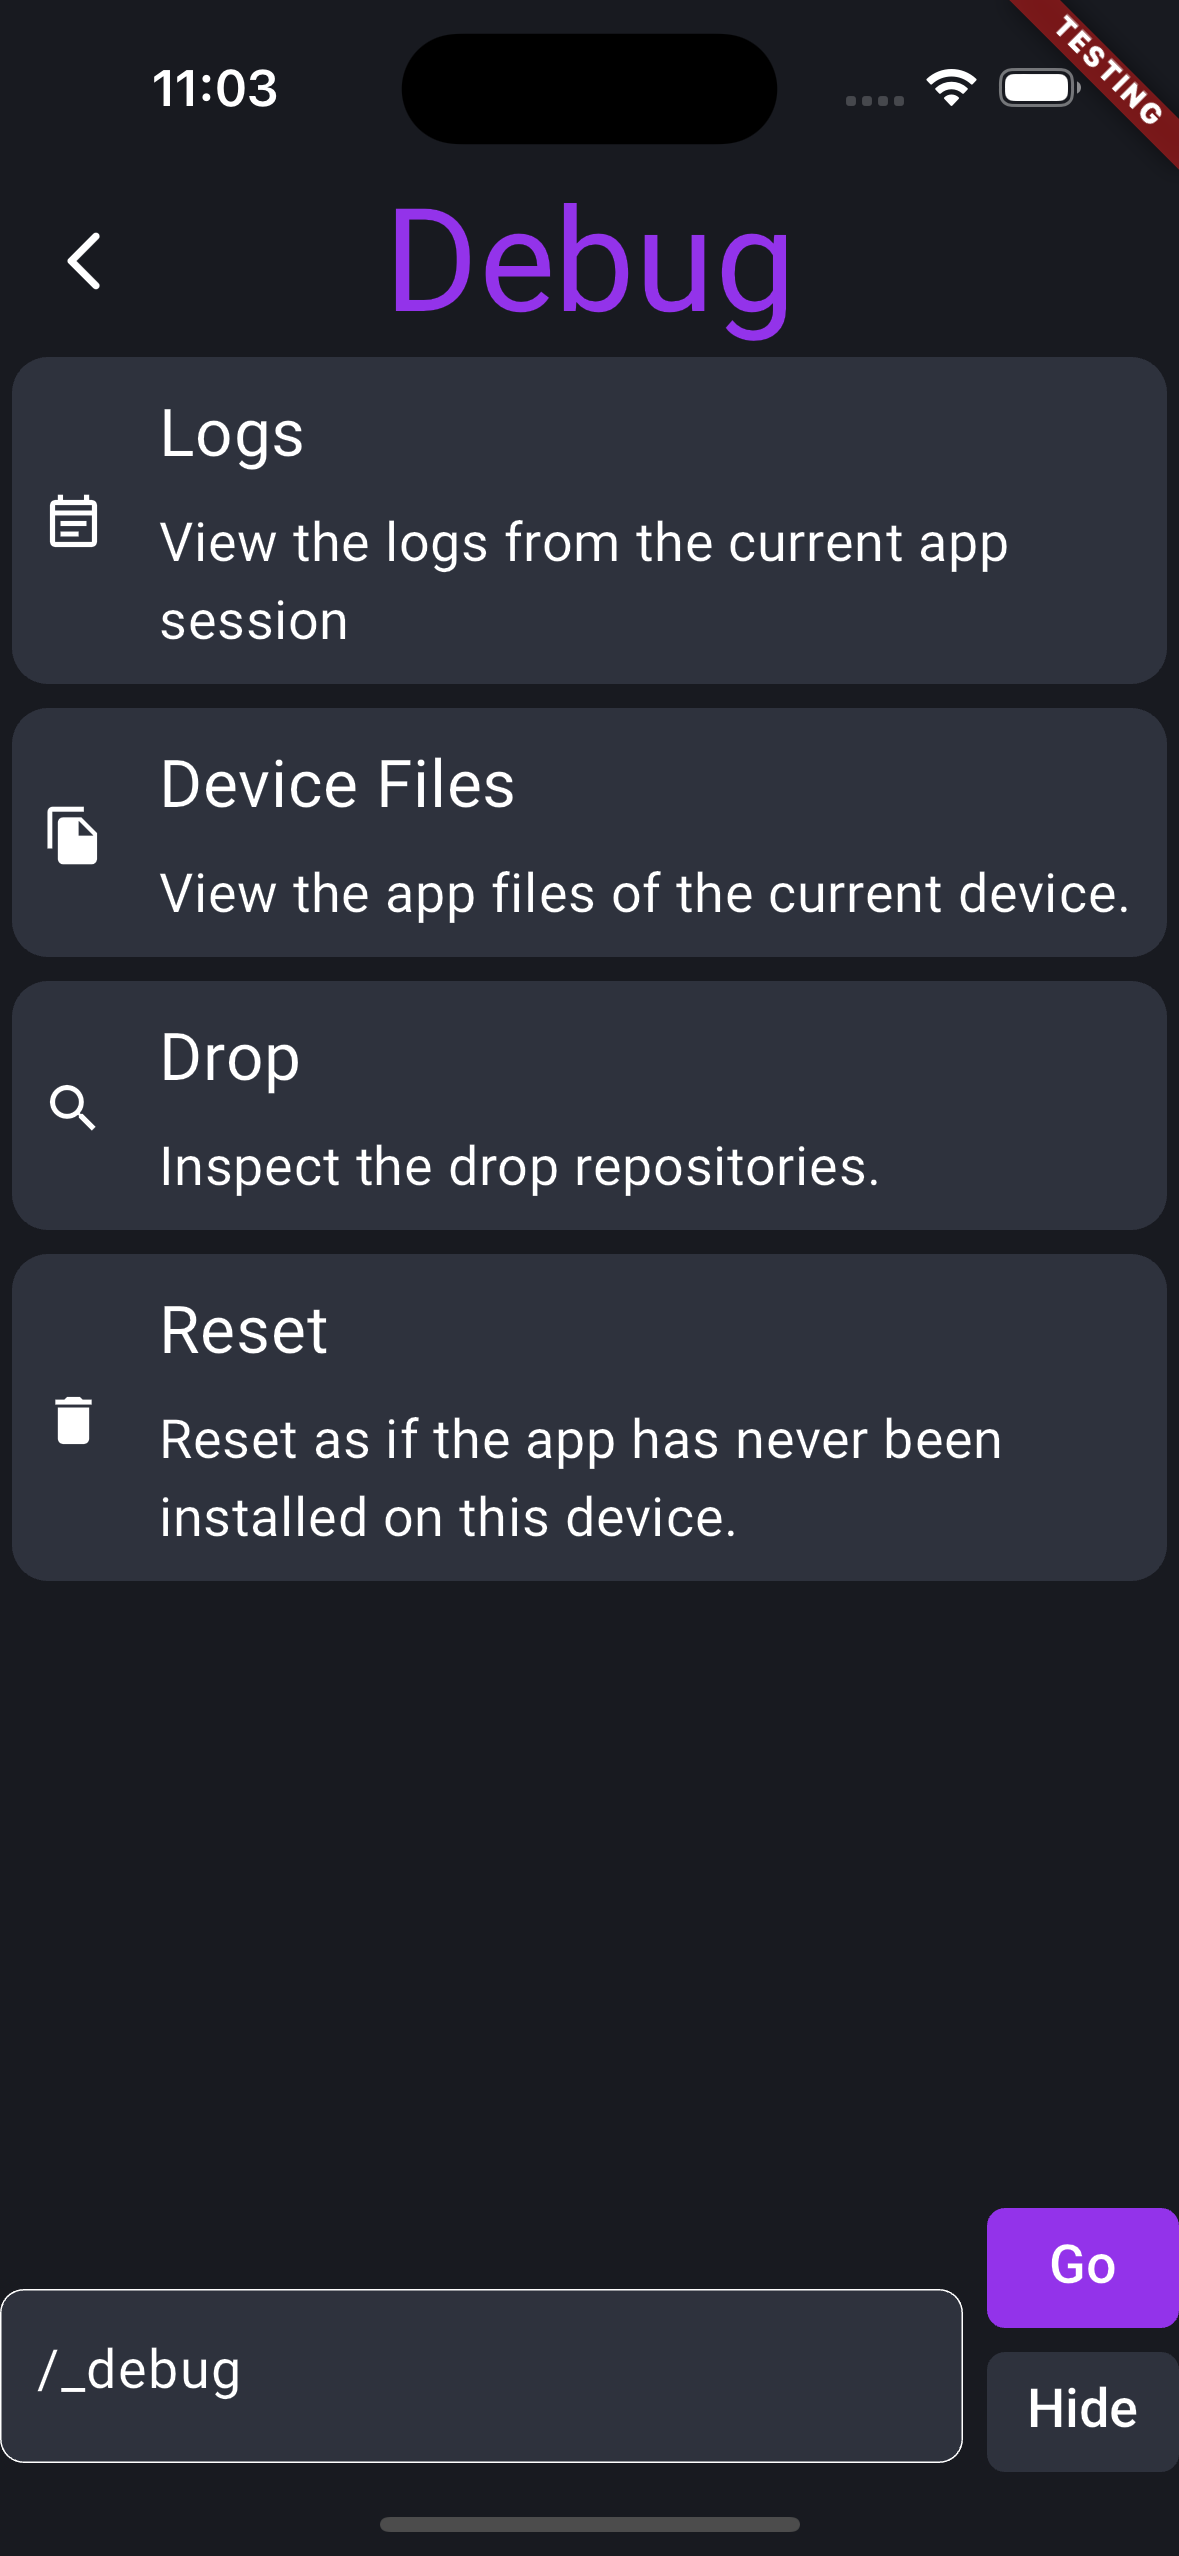 11:03
TESTING
Debug
Logs
View the logs from the current app
session
Device Files
View the app files of the current device.
Drop
Inspect the drop repositories.
Reset
Reset as if the app has never been
installed on this device.
Go
/_debug
Hide